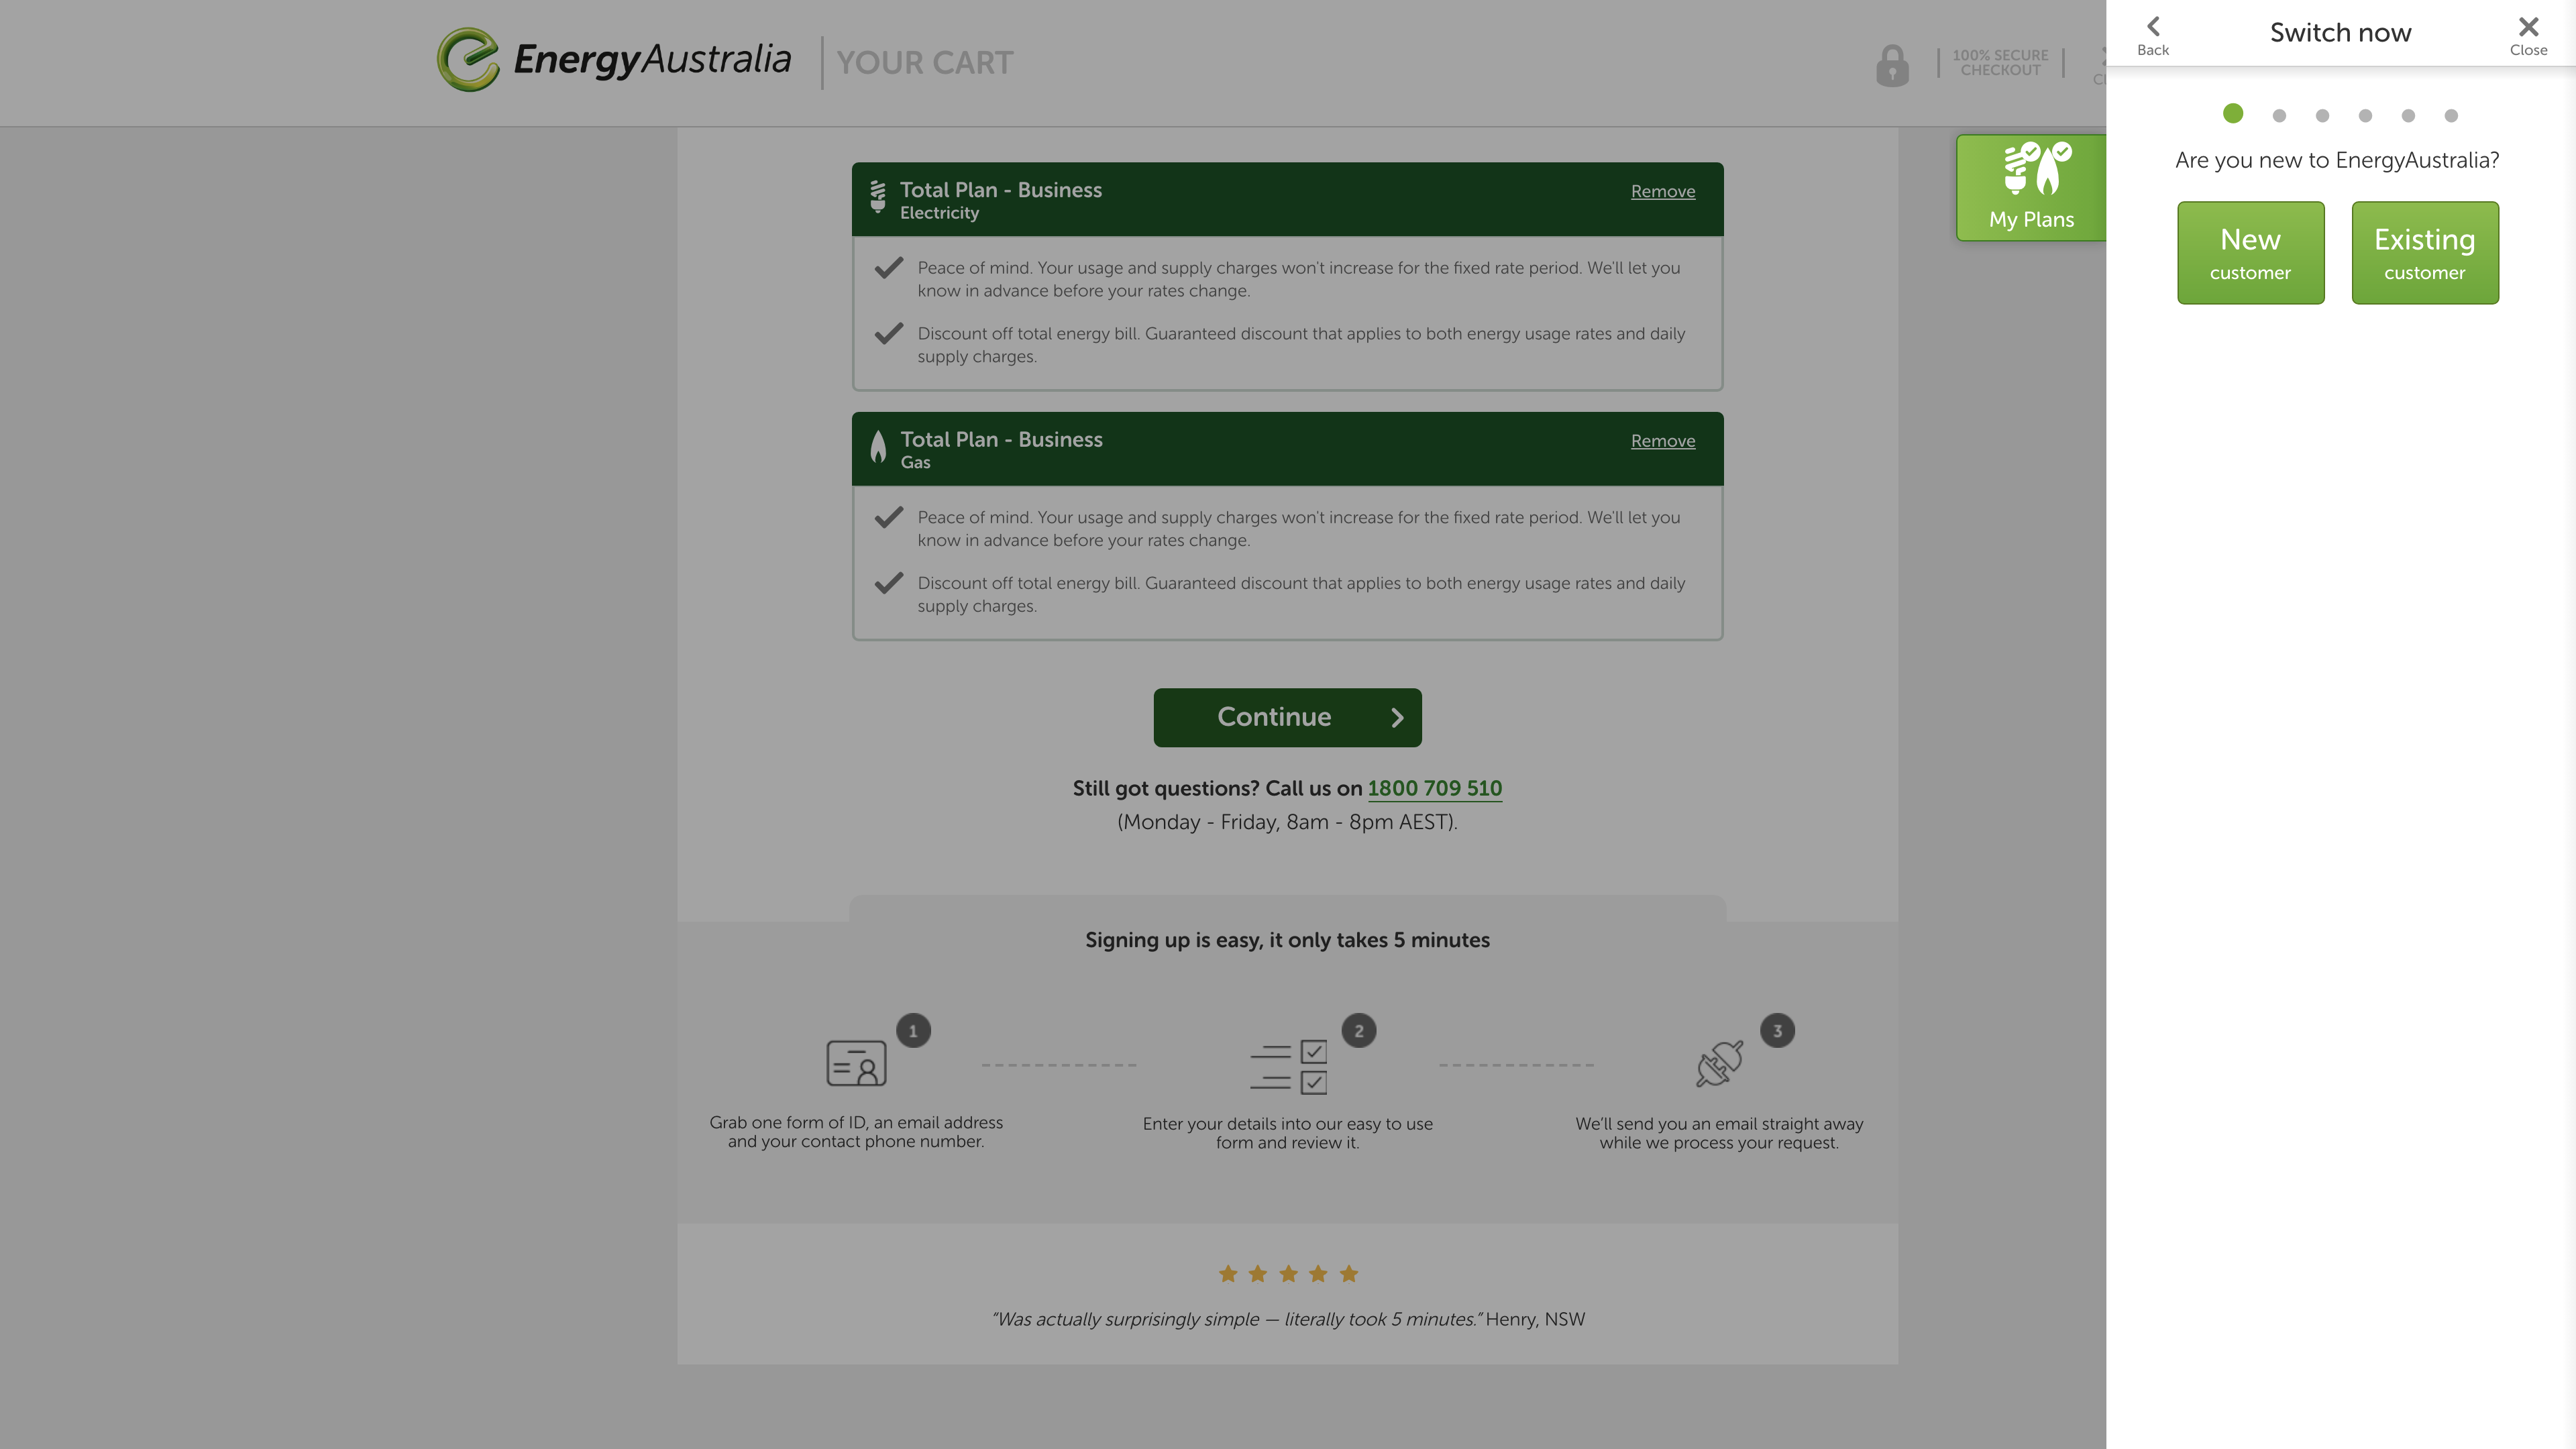 EnergyAustralia
YOUR CART
100% SECURE
CHECKOUT
Total Plan - Business
Electricity
Remove
Peace of mind. Your usage and supply charges won't increase for the fixed rate period. We'll let you
know in advance before your rates change.
Discount off total energy bill. Guaranteed discount that applies to both energy usage rates and daily
supply charges.
Total Plan - Business
Gas
Remove
Peace of mind. Your usage and supply charges won't increase for the fixed rate period. We'll let you
know in advance before your rates change.
Discount off total energy bill. Guaranteed discount that applies to both energy usage rates and daily
supply charges.
Continue
Still got questions? Call us on 1800 709 510
(Monday - Friday, 8am - 8pm AEST).
Signing up is easy, it only takes 5 minutes
1
2
3
Grab one form of ID, an email address
and your contact phone number.
Enter your details into our easy to use
form and review it.
We'll send you an email straight away
while we process your request.
“Was actually surprisingly simple — literally took 5 minutes.” Henry, NSW
My Plans
Back
Switch now
Close
Are you new to EnergyAustralia?
New
customer
Existing
customer